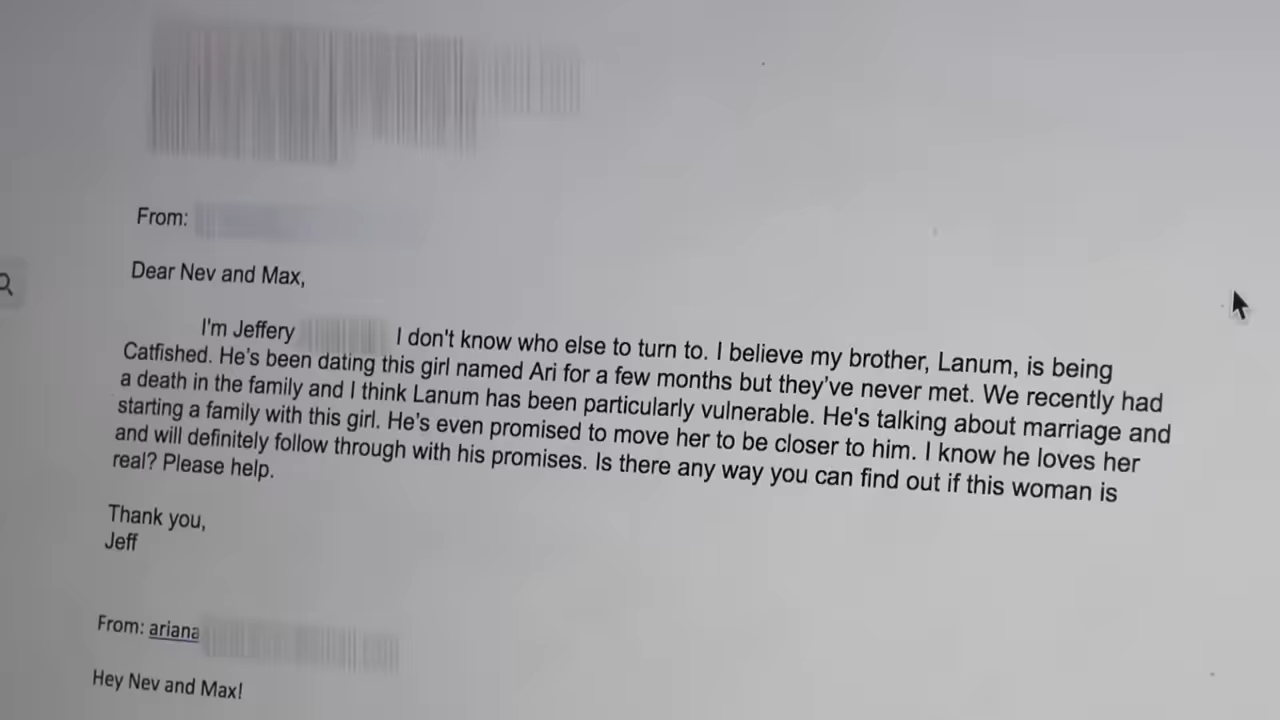 From:
Dear Nev and Max,
I'm Jeffery I don't know who else to turn to. I believe my brother, Lanum, is being
Catfished. He's been dating this girl named Ari for a few months but they've never met. We recently had
a death in the family and I think Lanum has been particularly vulnerable. He's talking about marriage and
starting a family with this girl. He's even promised to move her to be closer to him. I know he loves her
and will definitely follow through with his promises. Is there any way you can find out if this woman is
real? Please help.
Thank you,
Jeff
From: ariana
Hey Nev and Max!